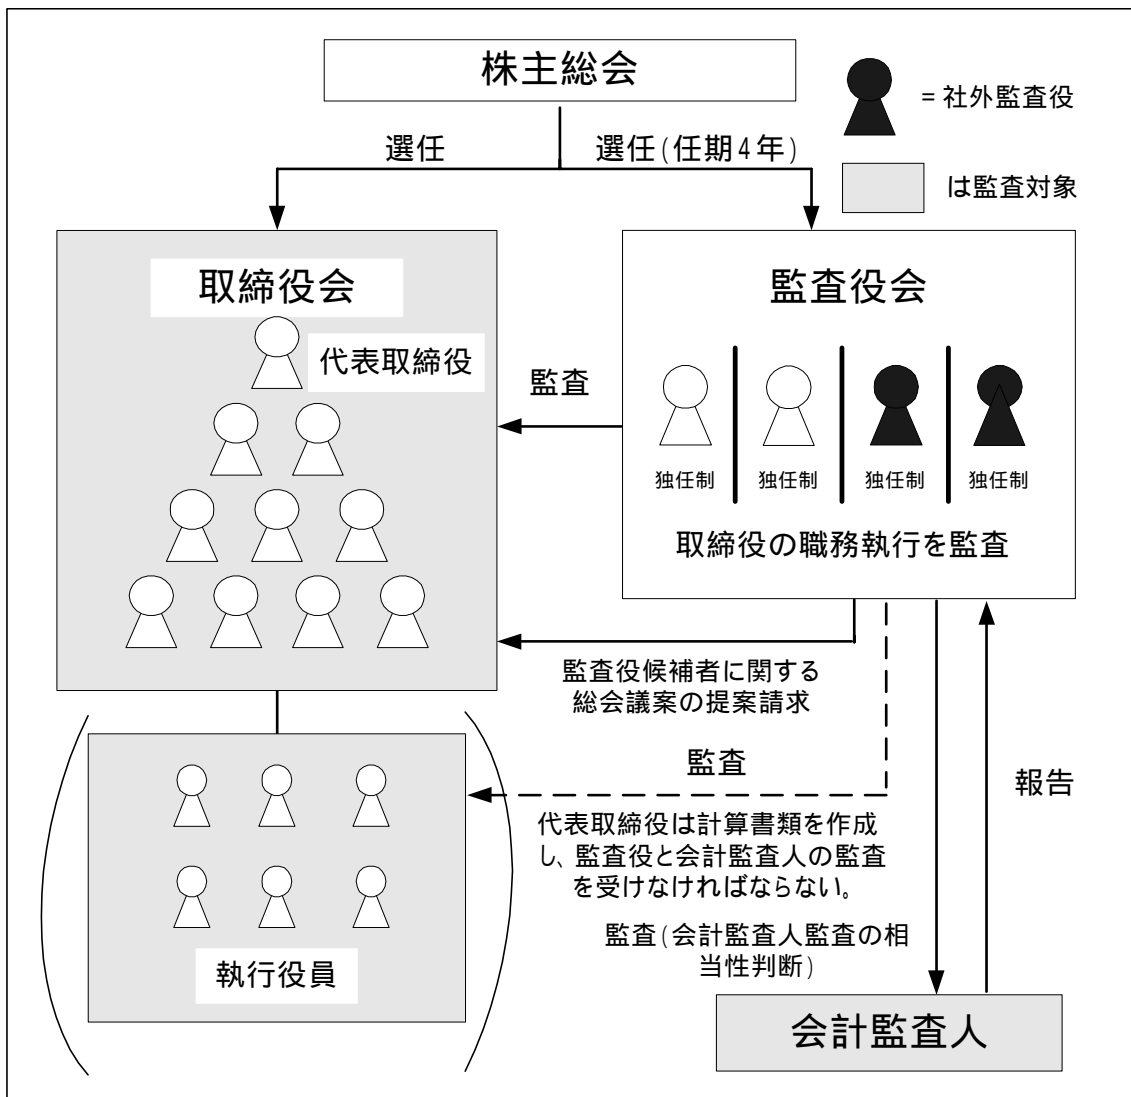 株主総会
= 社外監査役
選任
選任(任期4年)
は監査対象
取締役会
代表取締役
監査
監査役会
独任制
独任制
独任制
独任制
取締役の職務執行を監査
監査役候補者に関する
総会議案の提案請求
監査
報告
代表取締役は計算書類を作成
し、監査役と会計監査人の監査
を受けなければならない。
監査(会計監査人監査の相
当性判断)
執行役員
会計監査人